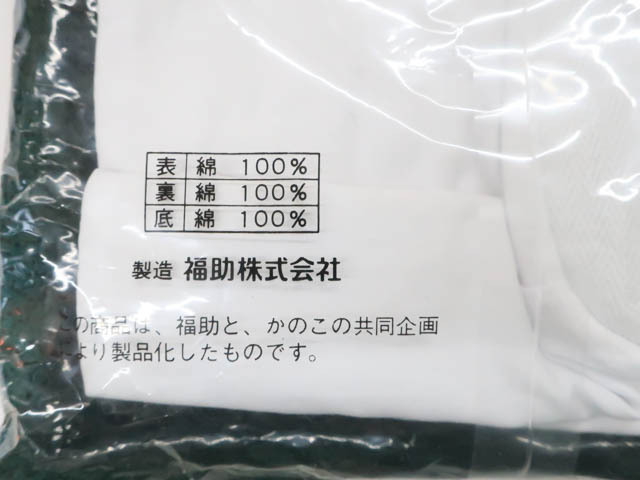 表 綿 100%
裏 綿 100%
底 綿 100%
製造 福助株式会社
この商品は、福助と、かのこの共同企画
により製品化したものです。